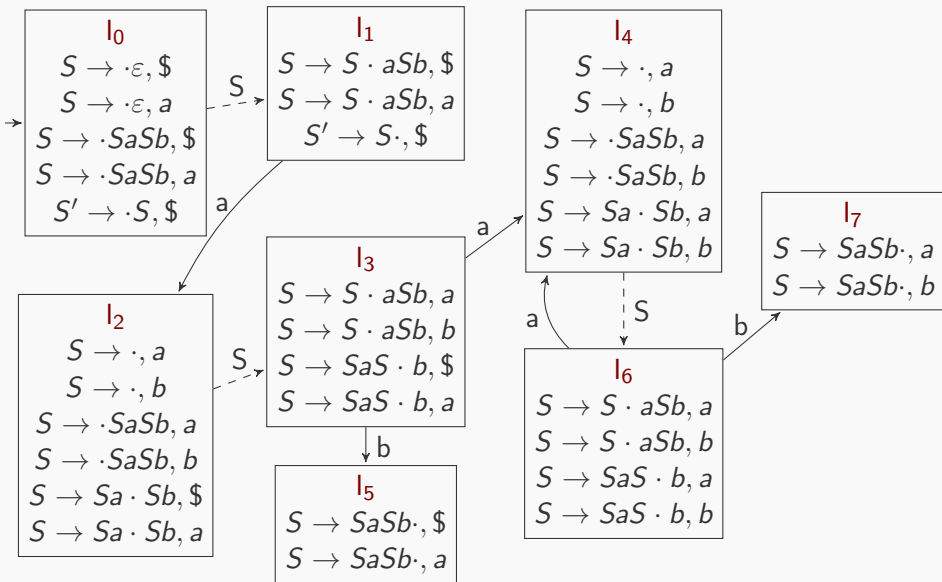 I₀
S → ·ε, $
S → ·ε, a
S → ·SaSb, $
S → ·SaSb, a
S′ → ·S, $
S
I₁
S → S · aSb, $
S → S · aSb, a
S′ → S·, $
a
I₂
S → ·, a
S → ·, b
S → ·SaSb, a
S → ·SaSb, b
S → Sa · Sb, $
S → Sa · Sb, a
S
I₃
S → S · aSb, a
S → S · aSb, b
S → SaS · b, $
S → SaS · b, a
b
I₅
S → SaSb·, $
S → SaSb·, a
a
I₄
S → ·, a
S → ·, b
S → ·SaSb, a
S → ·SaSb, b
S → Sa · Sb, a
S → Sa · Sb, b
a
S
I₆
S → S · aSb, a
S → S · aSb, b
S → SaS · b, a
S → SaS · b, b
b
I₇
S → SaSb·, a
S → SaSb·, b